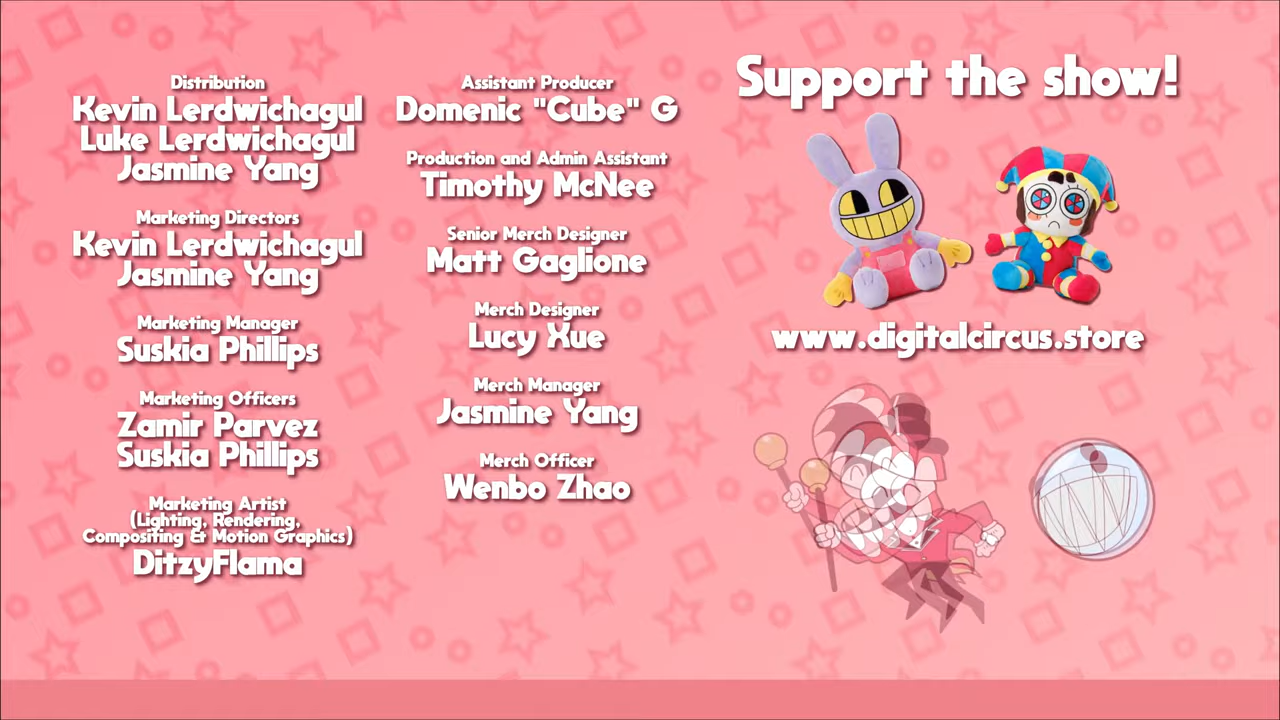 Distribution
Kevin Lerdwichagul
Luke Lerdwichagul
Jasmine Yang
Marketing Directors
Kevin Lerdwichagul
Jasmine Yang
Marketing Manager
Suskia Phillips
Marketing Officers
Zamir Parvez
Suskia Phillips
Marketing Artist
(Lighting, Rendering,
Compositing & Motion Graphics)
DitzyFlama
Assistant Producer
Domenic "Cube" G
Production and Admin Assistant
Timothy McNee
Senior Merch Designer
Matt Gaglione
Merch Designer
Lucy Xue
Merch Manager
Jasmine Yang
Merch Officer
Wenbo Zhao
Support the show!
www.digitalcircus.store